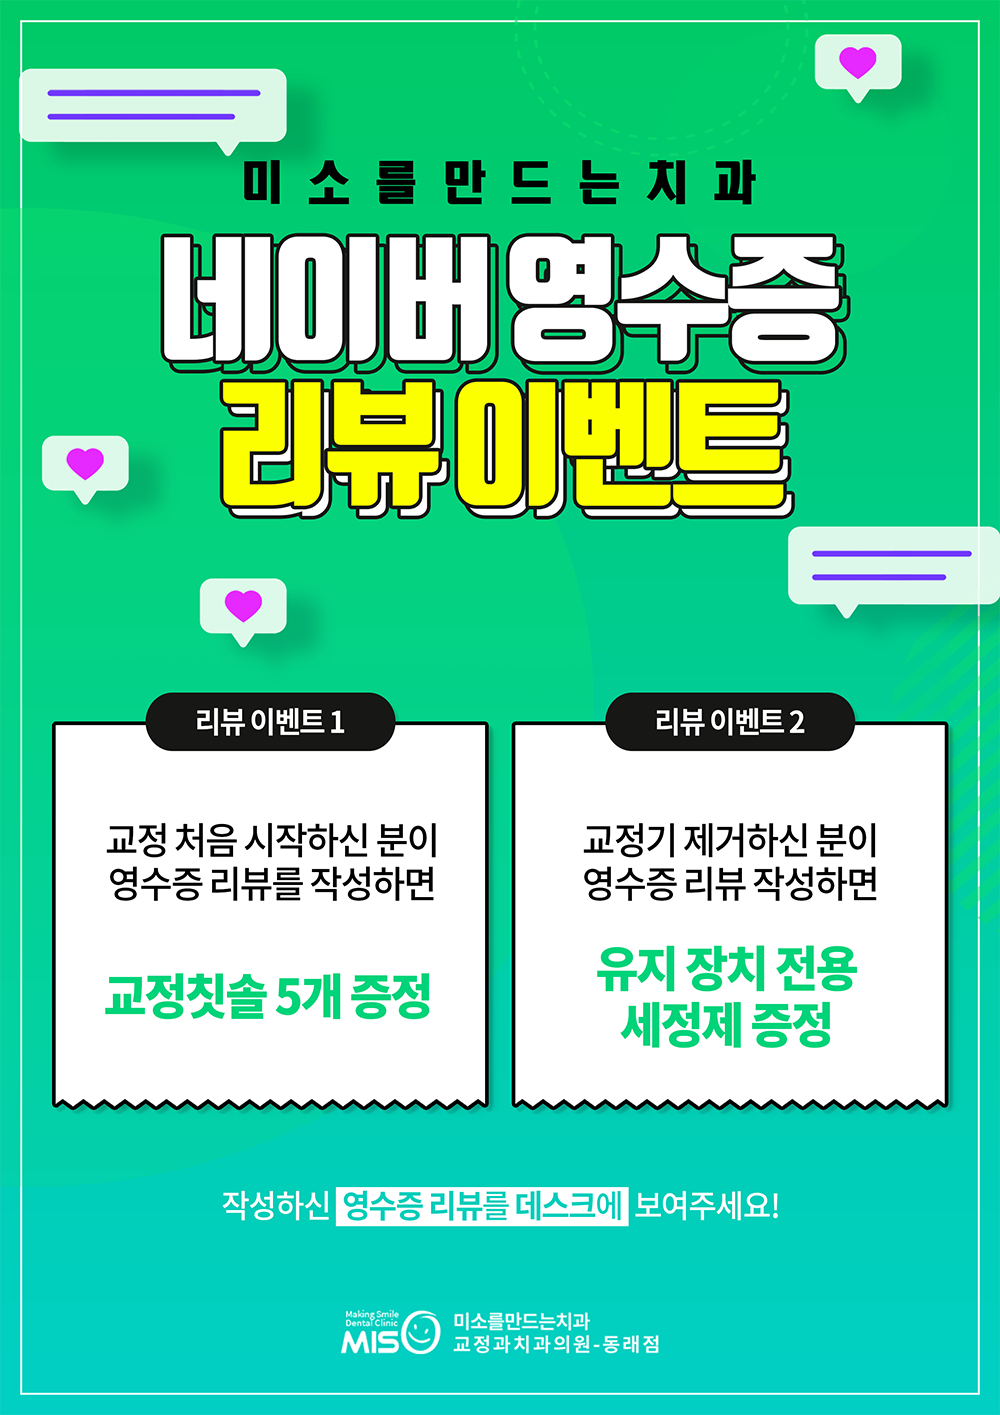 미소를만드는치과
네이버 영수증
리뷰 이벤트
리뷰 이벤트 1
교정 처음 시작하신 분이
영수증 리뷰를 작성하면
교정칫솔 5개 증정
리뷰 이벤트 2
교정기 제거하신 분이
영수증 리뷰 작성하면
유지 장치 전용
세정제 증정
작성하신 영수증 리뷰를 데스크에 보여주세요!
Making Smile
Dental Clinic
MISO
미소를만드는치과
교정과치과의원-동래점